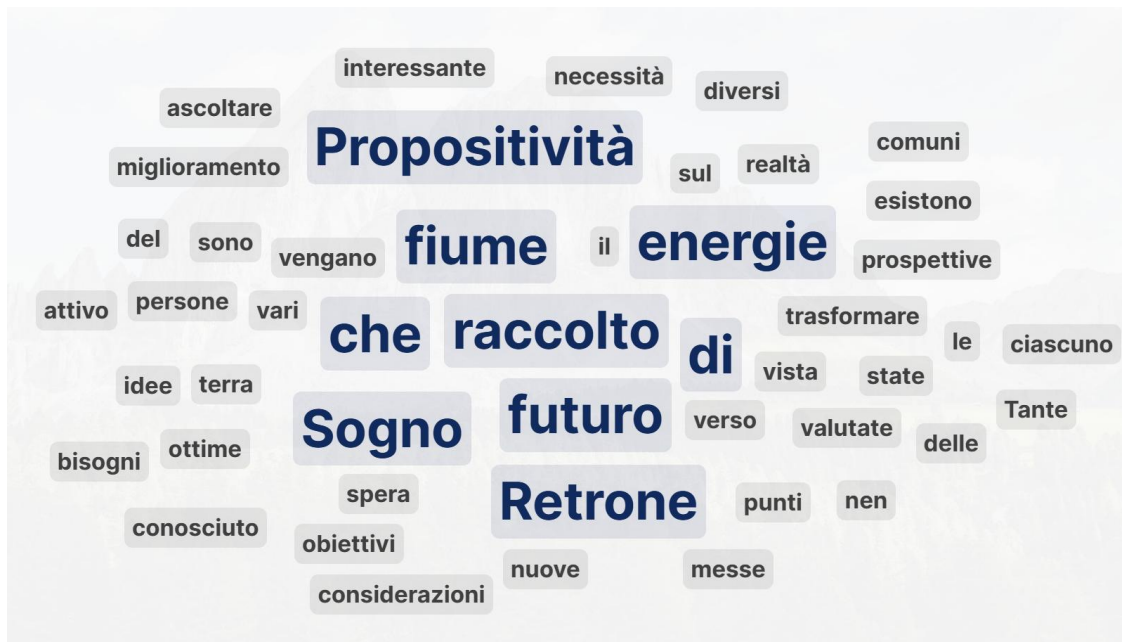 interessante
necessità
diversi
ascoltare
Propositività
comuni
miglioramento
sul
realtà
esistono
del
sono
vengano
fiume
il
energie
prospettive
attivo
persone
vari
che
raccolto
di
trasformare
le
ciascuno
idee
terra
vista
state
Sogno
futuro
verso
valutate
delle
Tante
bisogni
ottime
spera
Retrone
punti
nen
conosciuto
obiettivi
nuove
messe
considerazioni